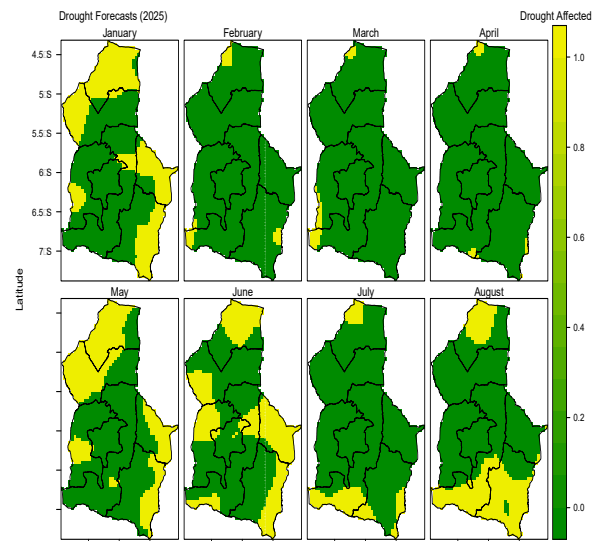 Drought Forecasts (2025)
Drought Affected
January
February
March
April
4.5°S
5°S
5.5°S
6°S
6.5°S
7°S
1.0
0.8
0.6
0.4
0.2
0.0
Latitude
May
June
July
August